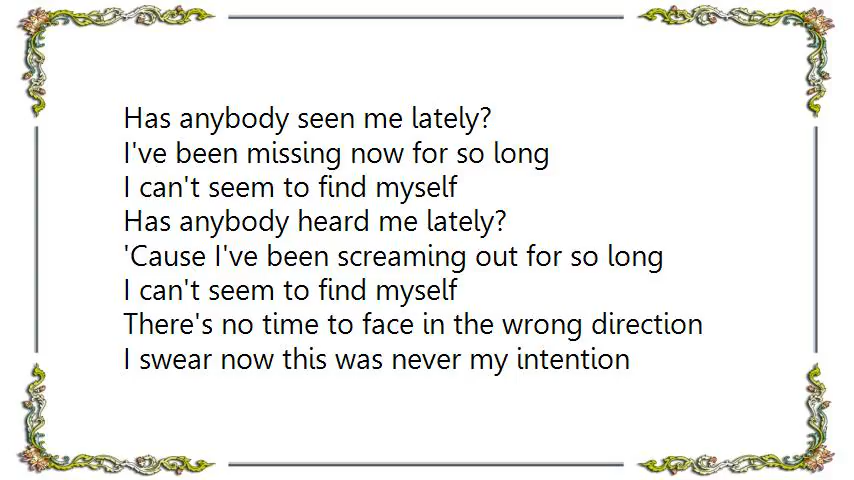 Has anybody seen me lately?
I've been missing now for so long
I can't seem to find myself
Has anybody heard me lately?
'Cause I've been screaming out for so long
I can't seem to find myself
There's no time to face in the wrong direction
I swear now this was never my intention